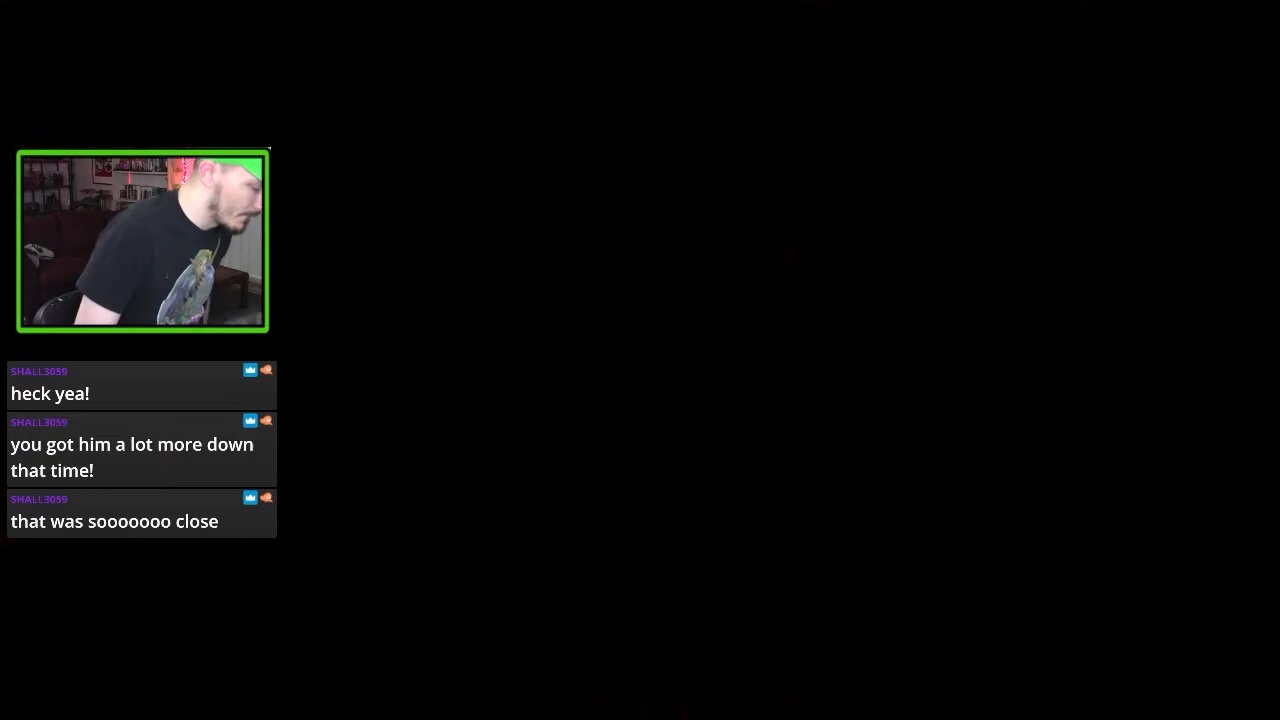 SHALL3059
heck yea!
SHALL3059
you got him a lot more down
that time!
SHALL3059
that was sooooooo close